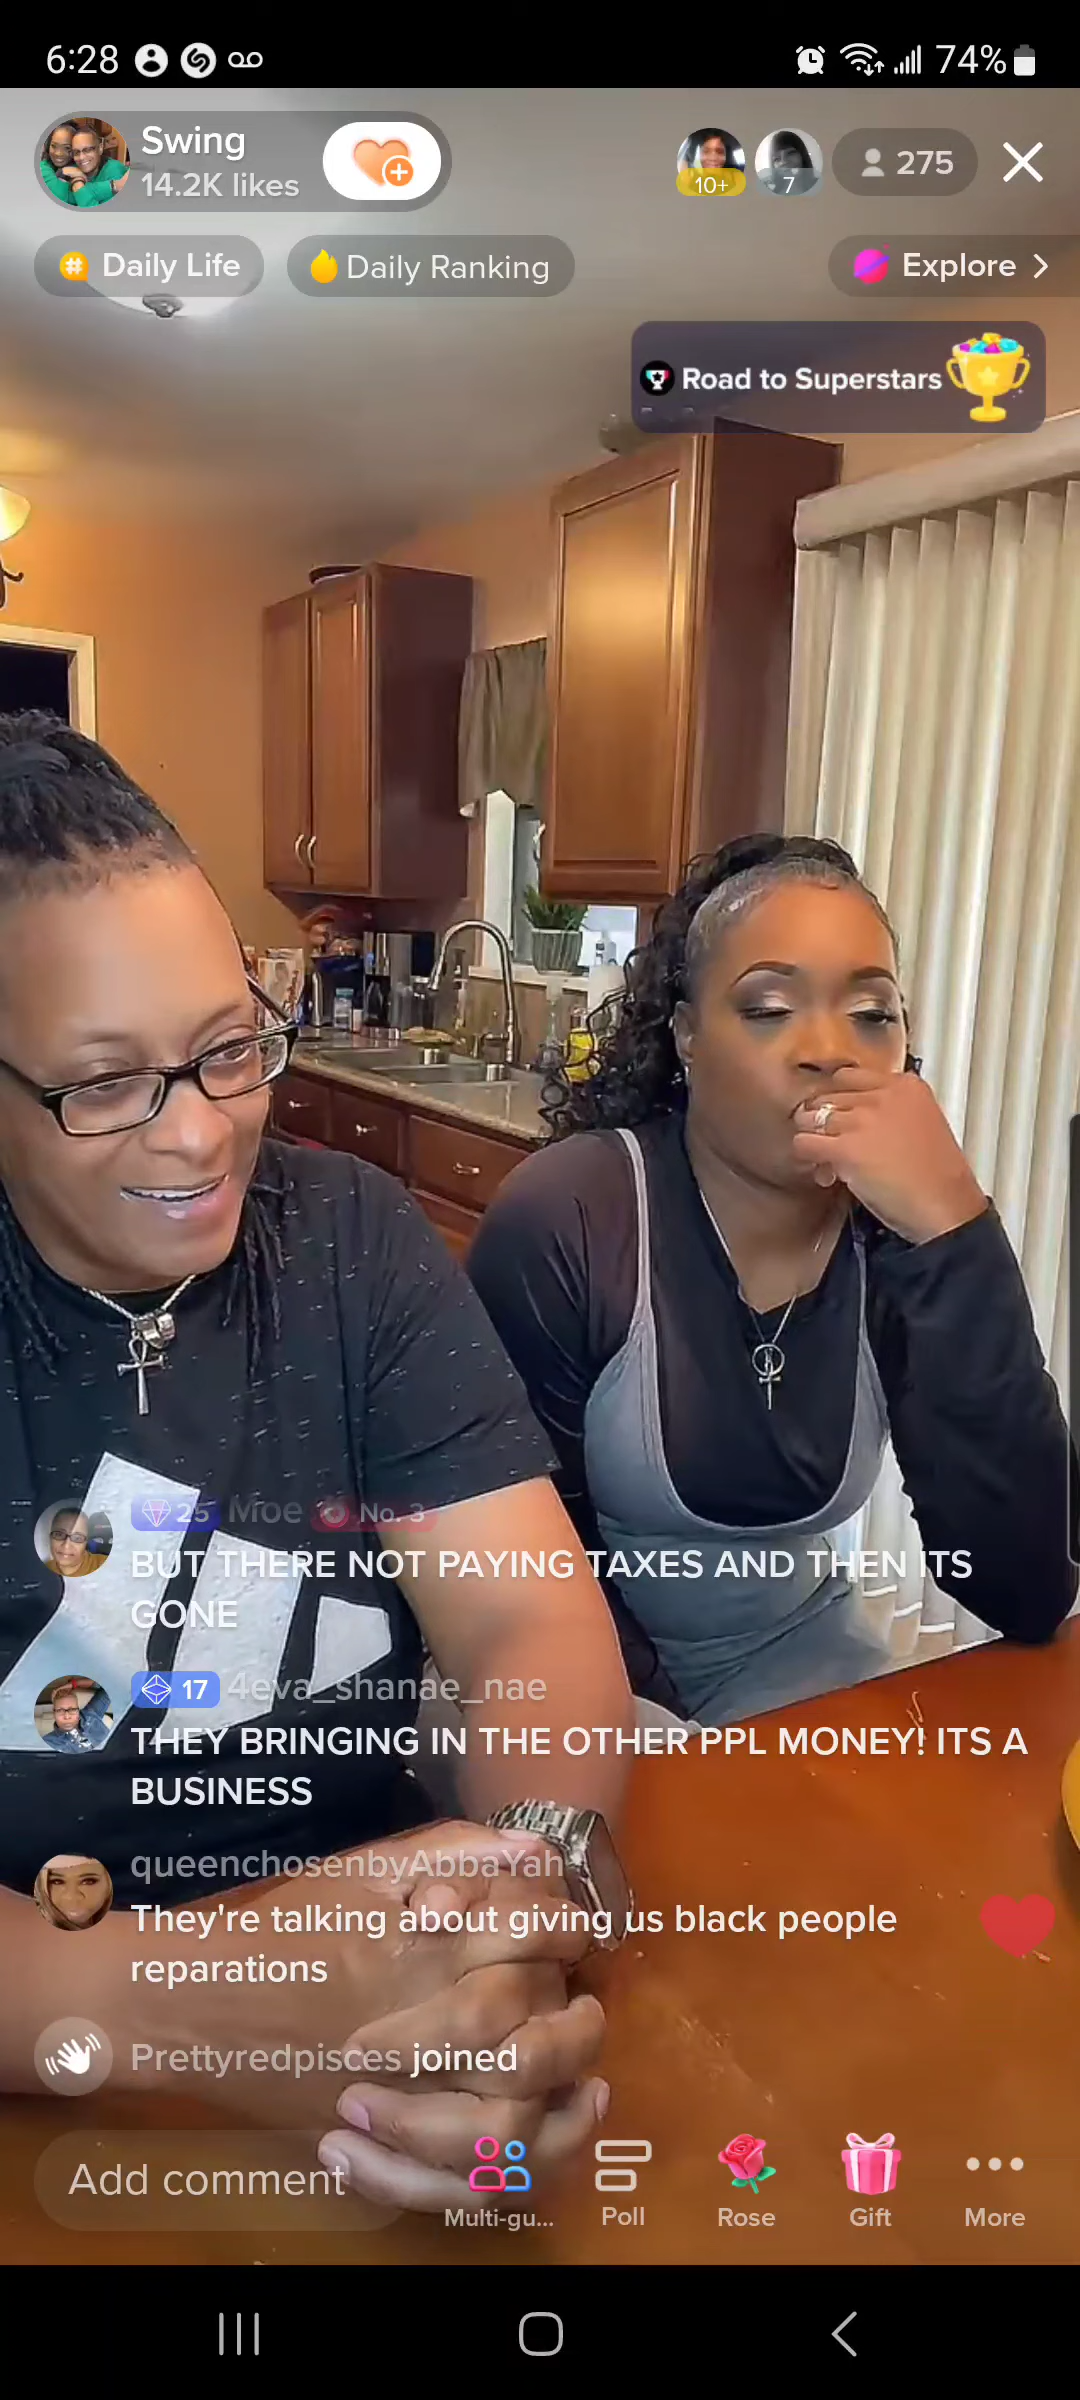 6:28 74%
Swing
14.2K likes
10+ 7 275
Daily Life Daily Ranking Explore
Road to Superstars
25 Moe No. 3
BUT THERE NOT PAYING TAXES AND THEN ITS
GONE
17 4eva_shanae_nae
THEY BRINGING IN THE OTHER PPL MONEY! ITS A
BUSINESS
queenchosenbyAbbaYah
They're talking about giving us black people
reparations
Prettyredpisces joined
Add comment
Multi-gu... Poll Rose Gift More